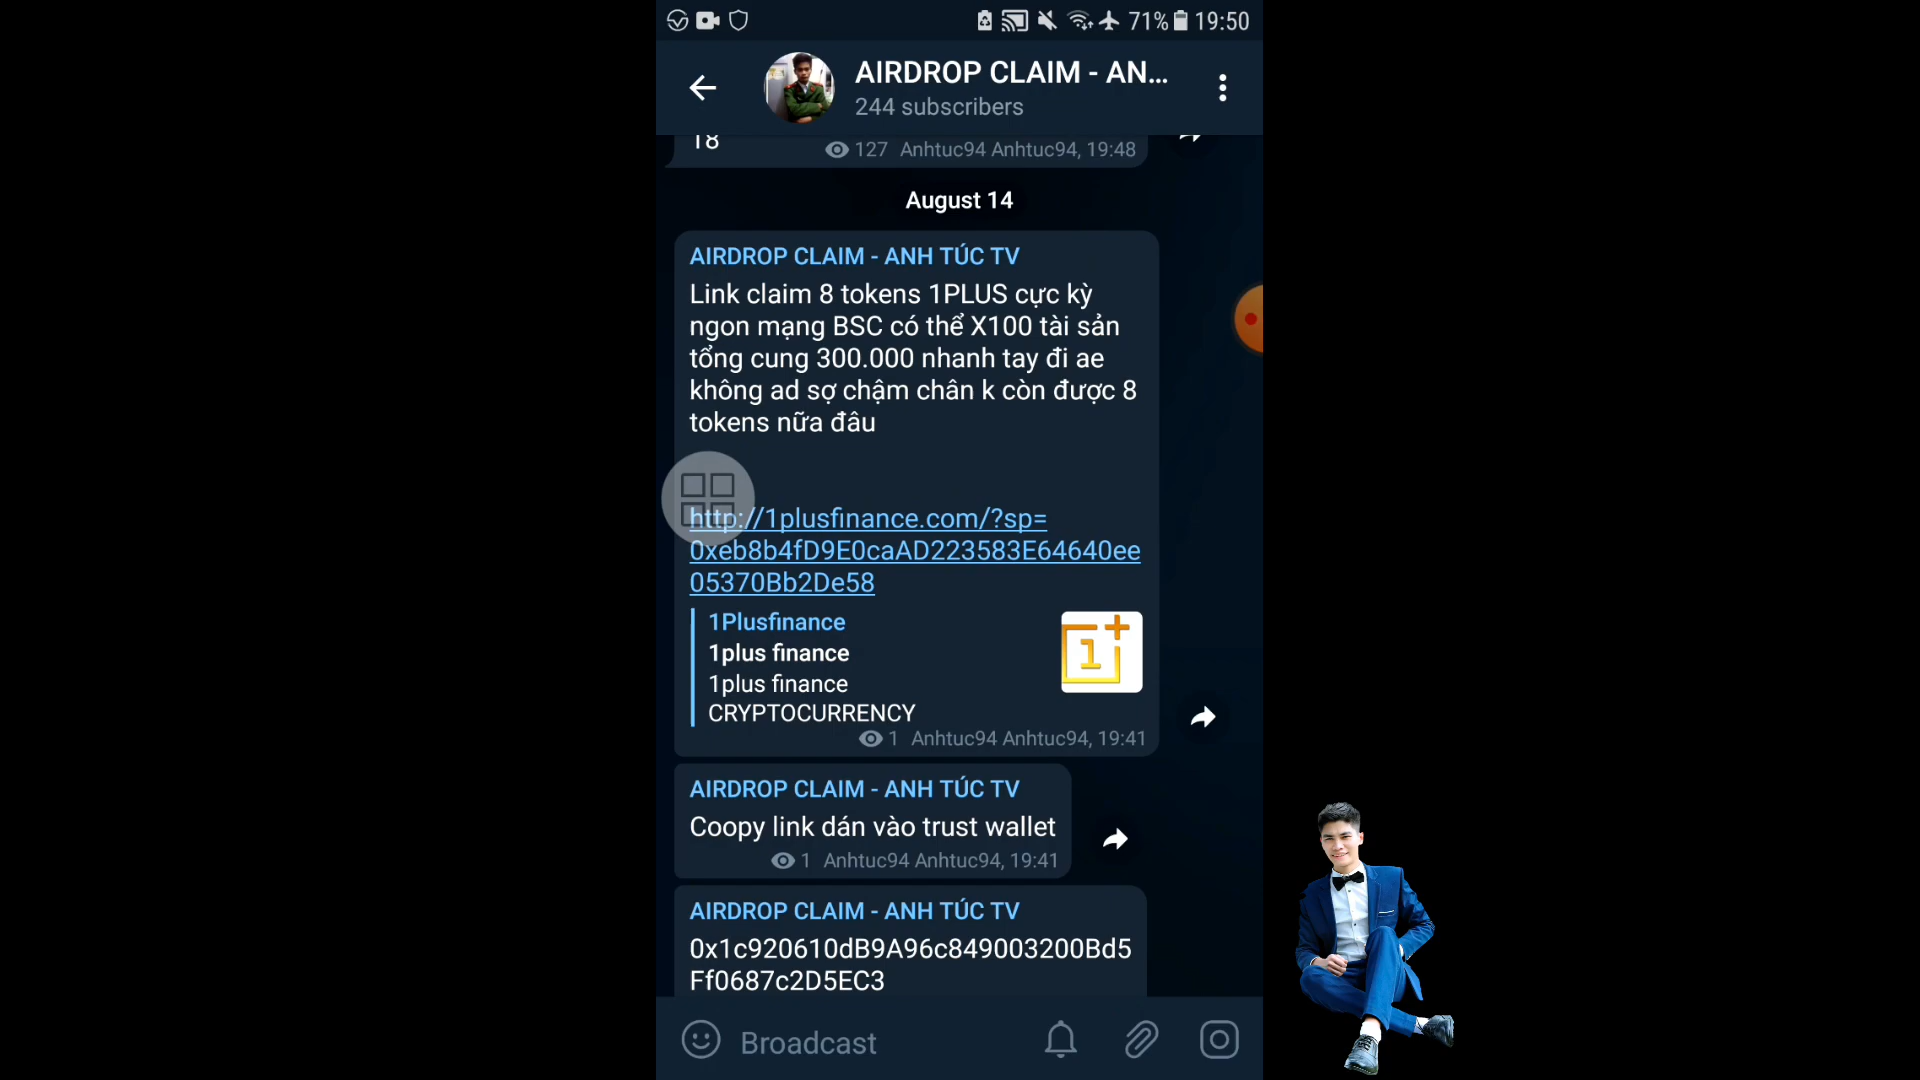 71% 19:50
AIRDROP CLAIM - AN...
244 subscribers
18
127 Anhtuc94 Anhtuc94, 19:48
August 14
AIRDROP CLAIM - ANH TÚC TV
Link claim 8 tokens 1PLUS cực kỳ
ngon mạng BSC có thể X100 tài sản
tổng cung 300.000 nhanh tay đi ae
không ad sợ chậm chân k còn được 8
tokens nữa đâu
http://1plusfinance.com/?sp=
0xeb8b4fD9E0caAD223583E64640ee
05370Bb2De58
1Plusfinance
1plus finance
1plus finance
CRYPTOCURRENCY
1 Anhtuc94 Anhtuc94, 19:41
AIRDROP CLAIM - ANH TÚC TV
Coopy link dán vào trust wallet
1 Anhtuc94 Anhtuc94, 19:41
AIRDROP CLAIM - ANH TÚC TV
0x1c920610dB9A96c849003200Bd5
Ff0687c2D5EC3
Broadcast